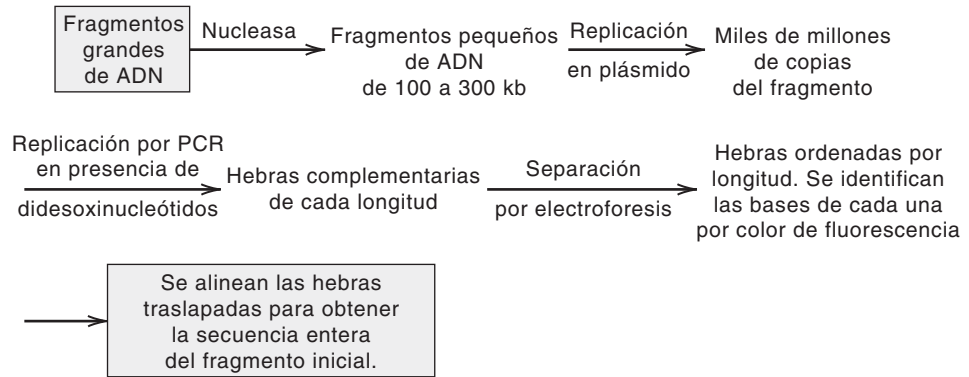 Fragmentos
grandes
de ADN
Nucleasa
Fragmentos pequeños
de ADN
de 100 a 300 kb
Replicación
en plásmido
Miles de millones
de copias
del fragmento
Replicación por PCR
en presencia de
didesoxinucleótidos
Hebras complementarias
de cada longitud
Separación
por electroforesis
Hebras ordenadas por
longitud. Se identifican
las bases de cada una
por color de fluorescencia
Se alinean las hebras
traslapadas para obtener
la secuencia entera
del fragmento inicial.